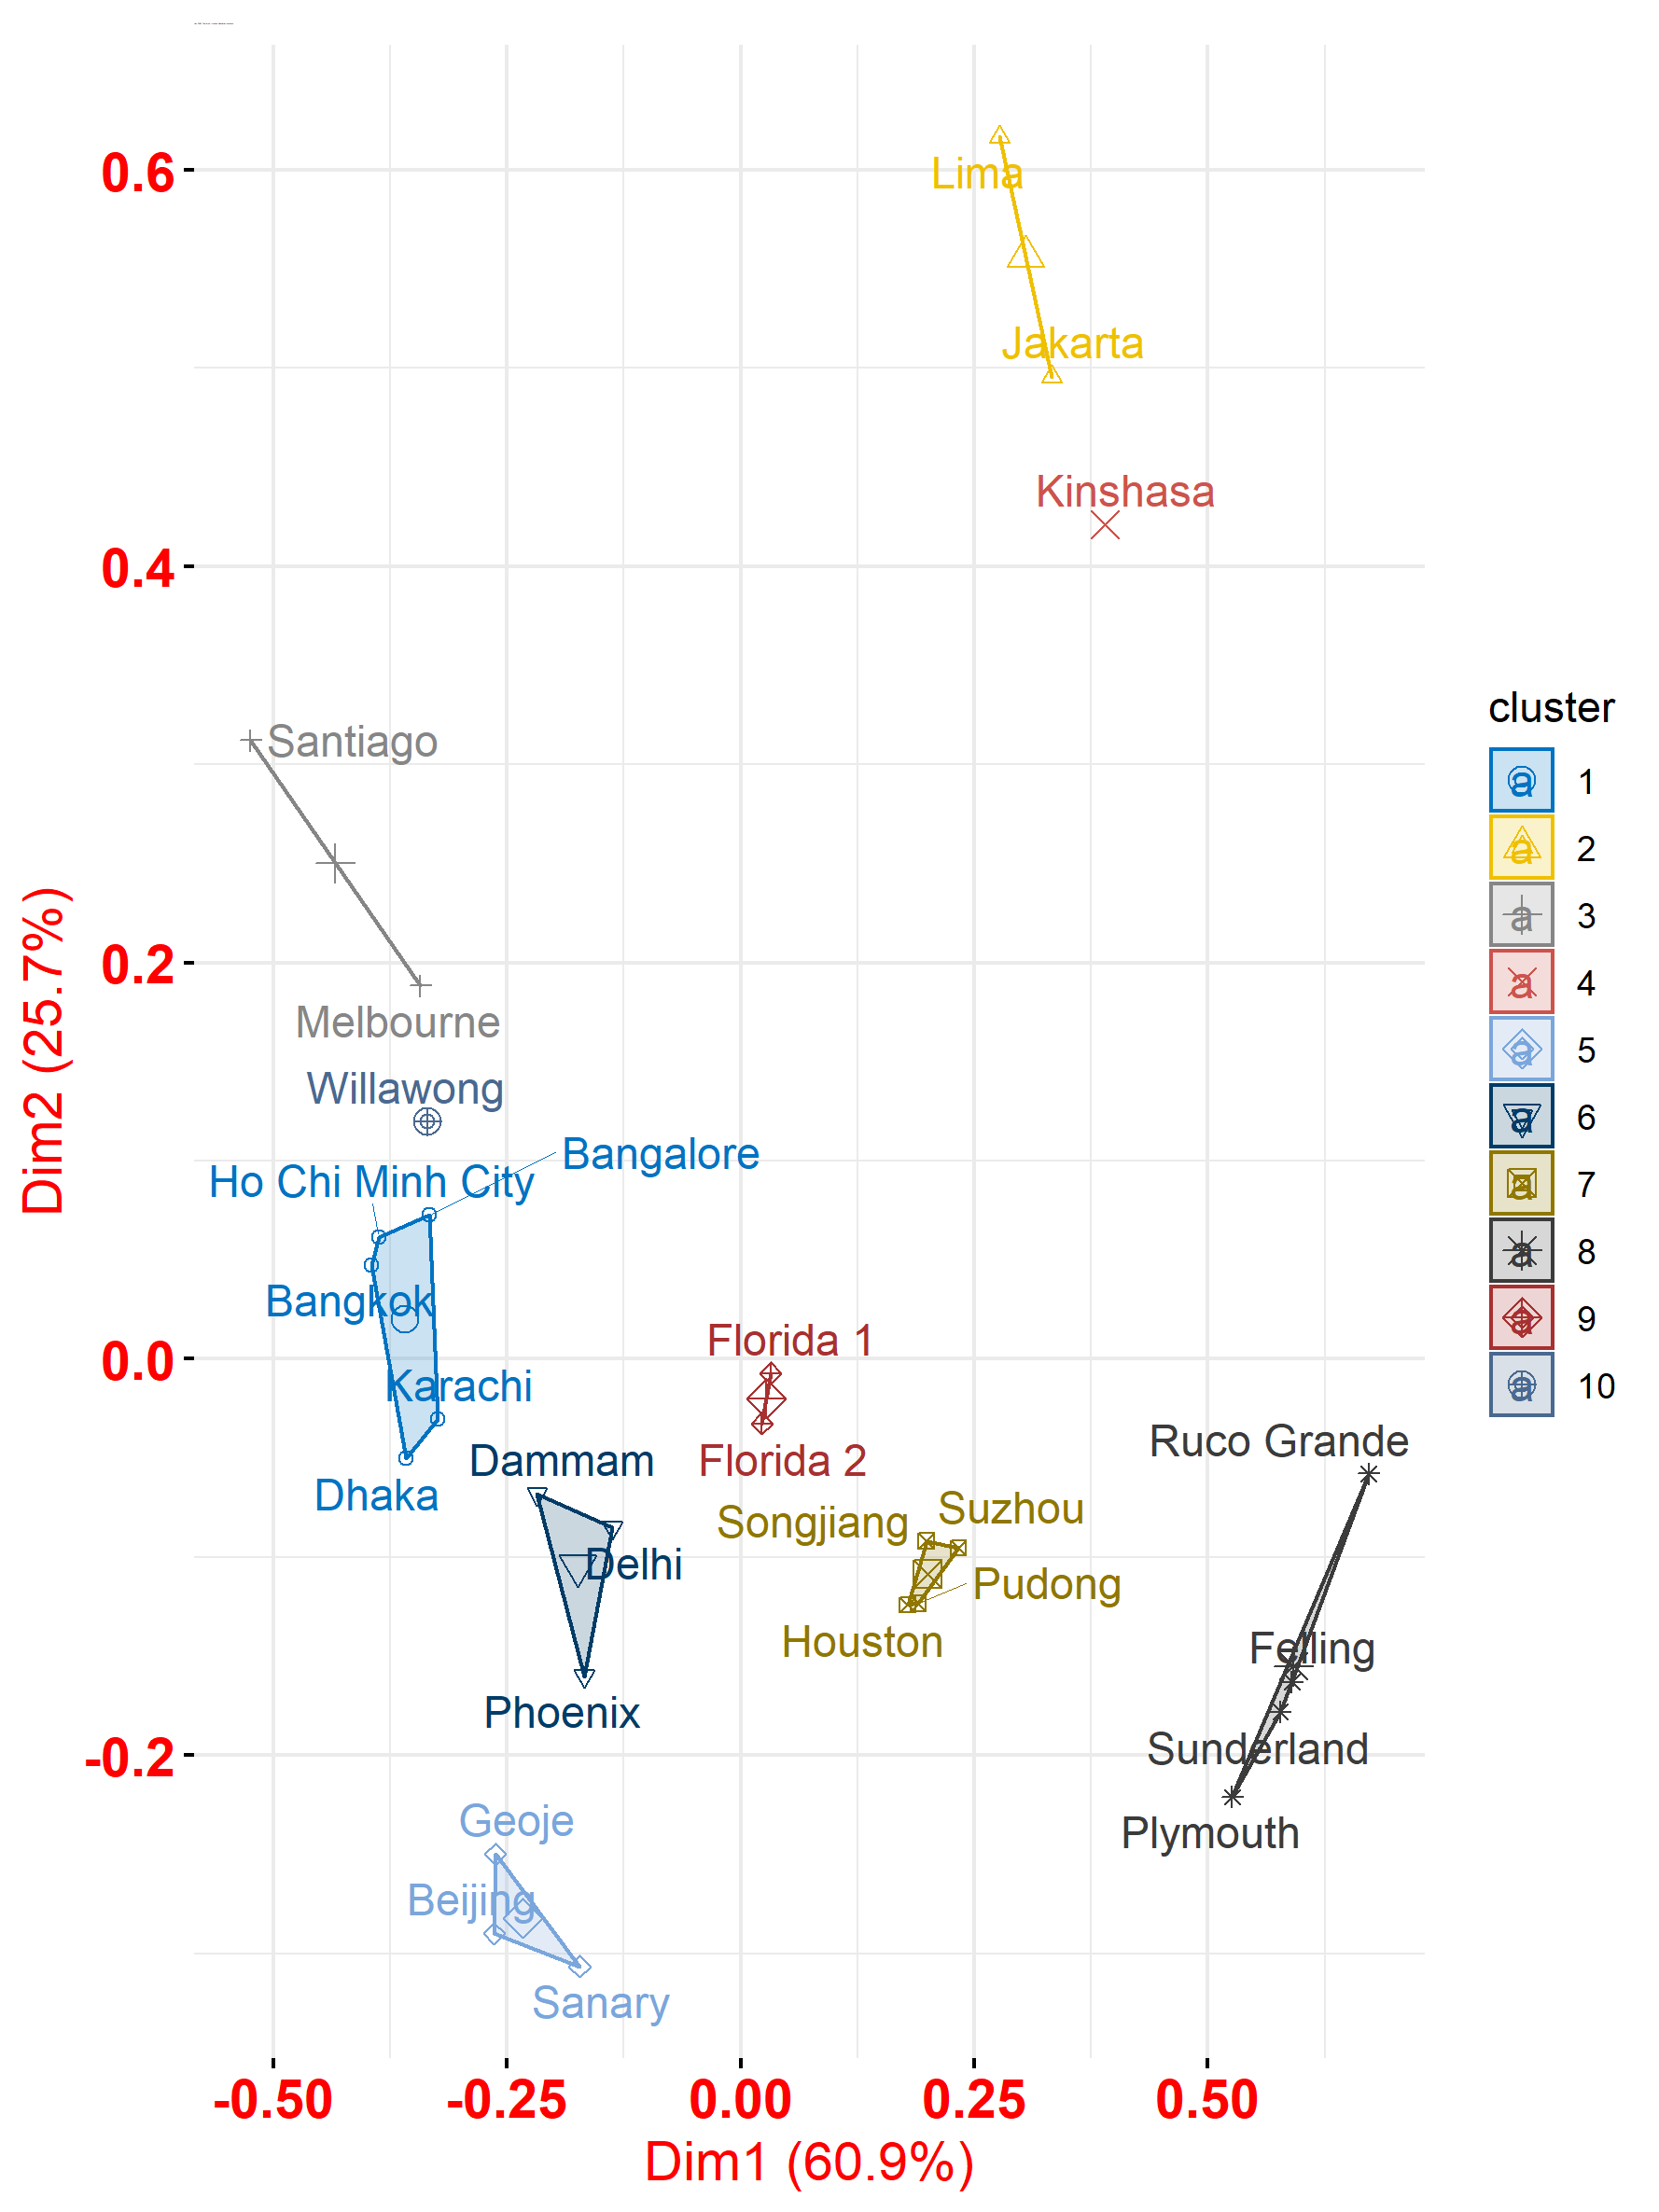 0.6
0.4
0.2
0.0
-0.2
Dim2 (25.7%)
Lima
Jakarta
Kinshasa
Santiago
Melbourne
Willawong
Bangalore
Ho Chi Minh City
Bangkok
Karachi
Dhaka
Florida 1
Florida 2
Dammam
Delhi
Phoenix
Songjiang
Suzhou
Pudong
Houston
Ruco Grande
Felling
Sunderland
Plymouth
Geoje
Beijing
Sanary
-0.50 -0.25 0.00 0.25 0.50
Dim1 (60.9%)
cluster
a 1
a 2
a 3
a 4
a 5
a 6
a 7
a 8
a 9
a 10